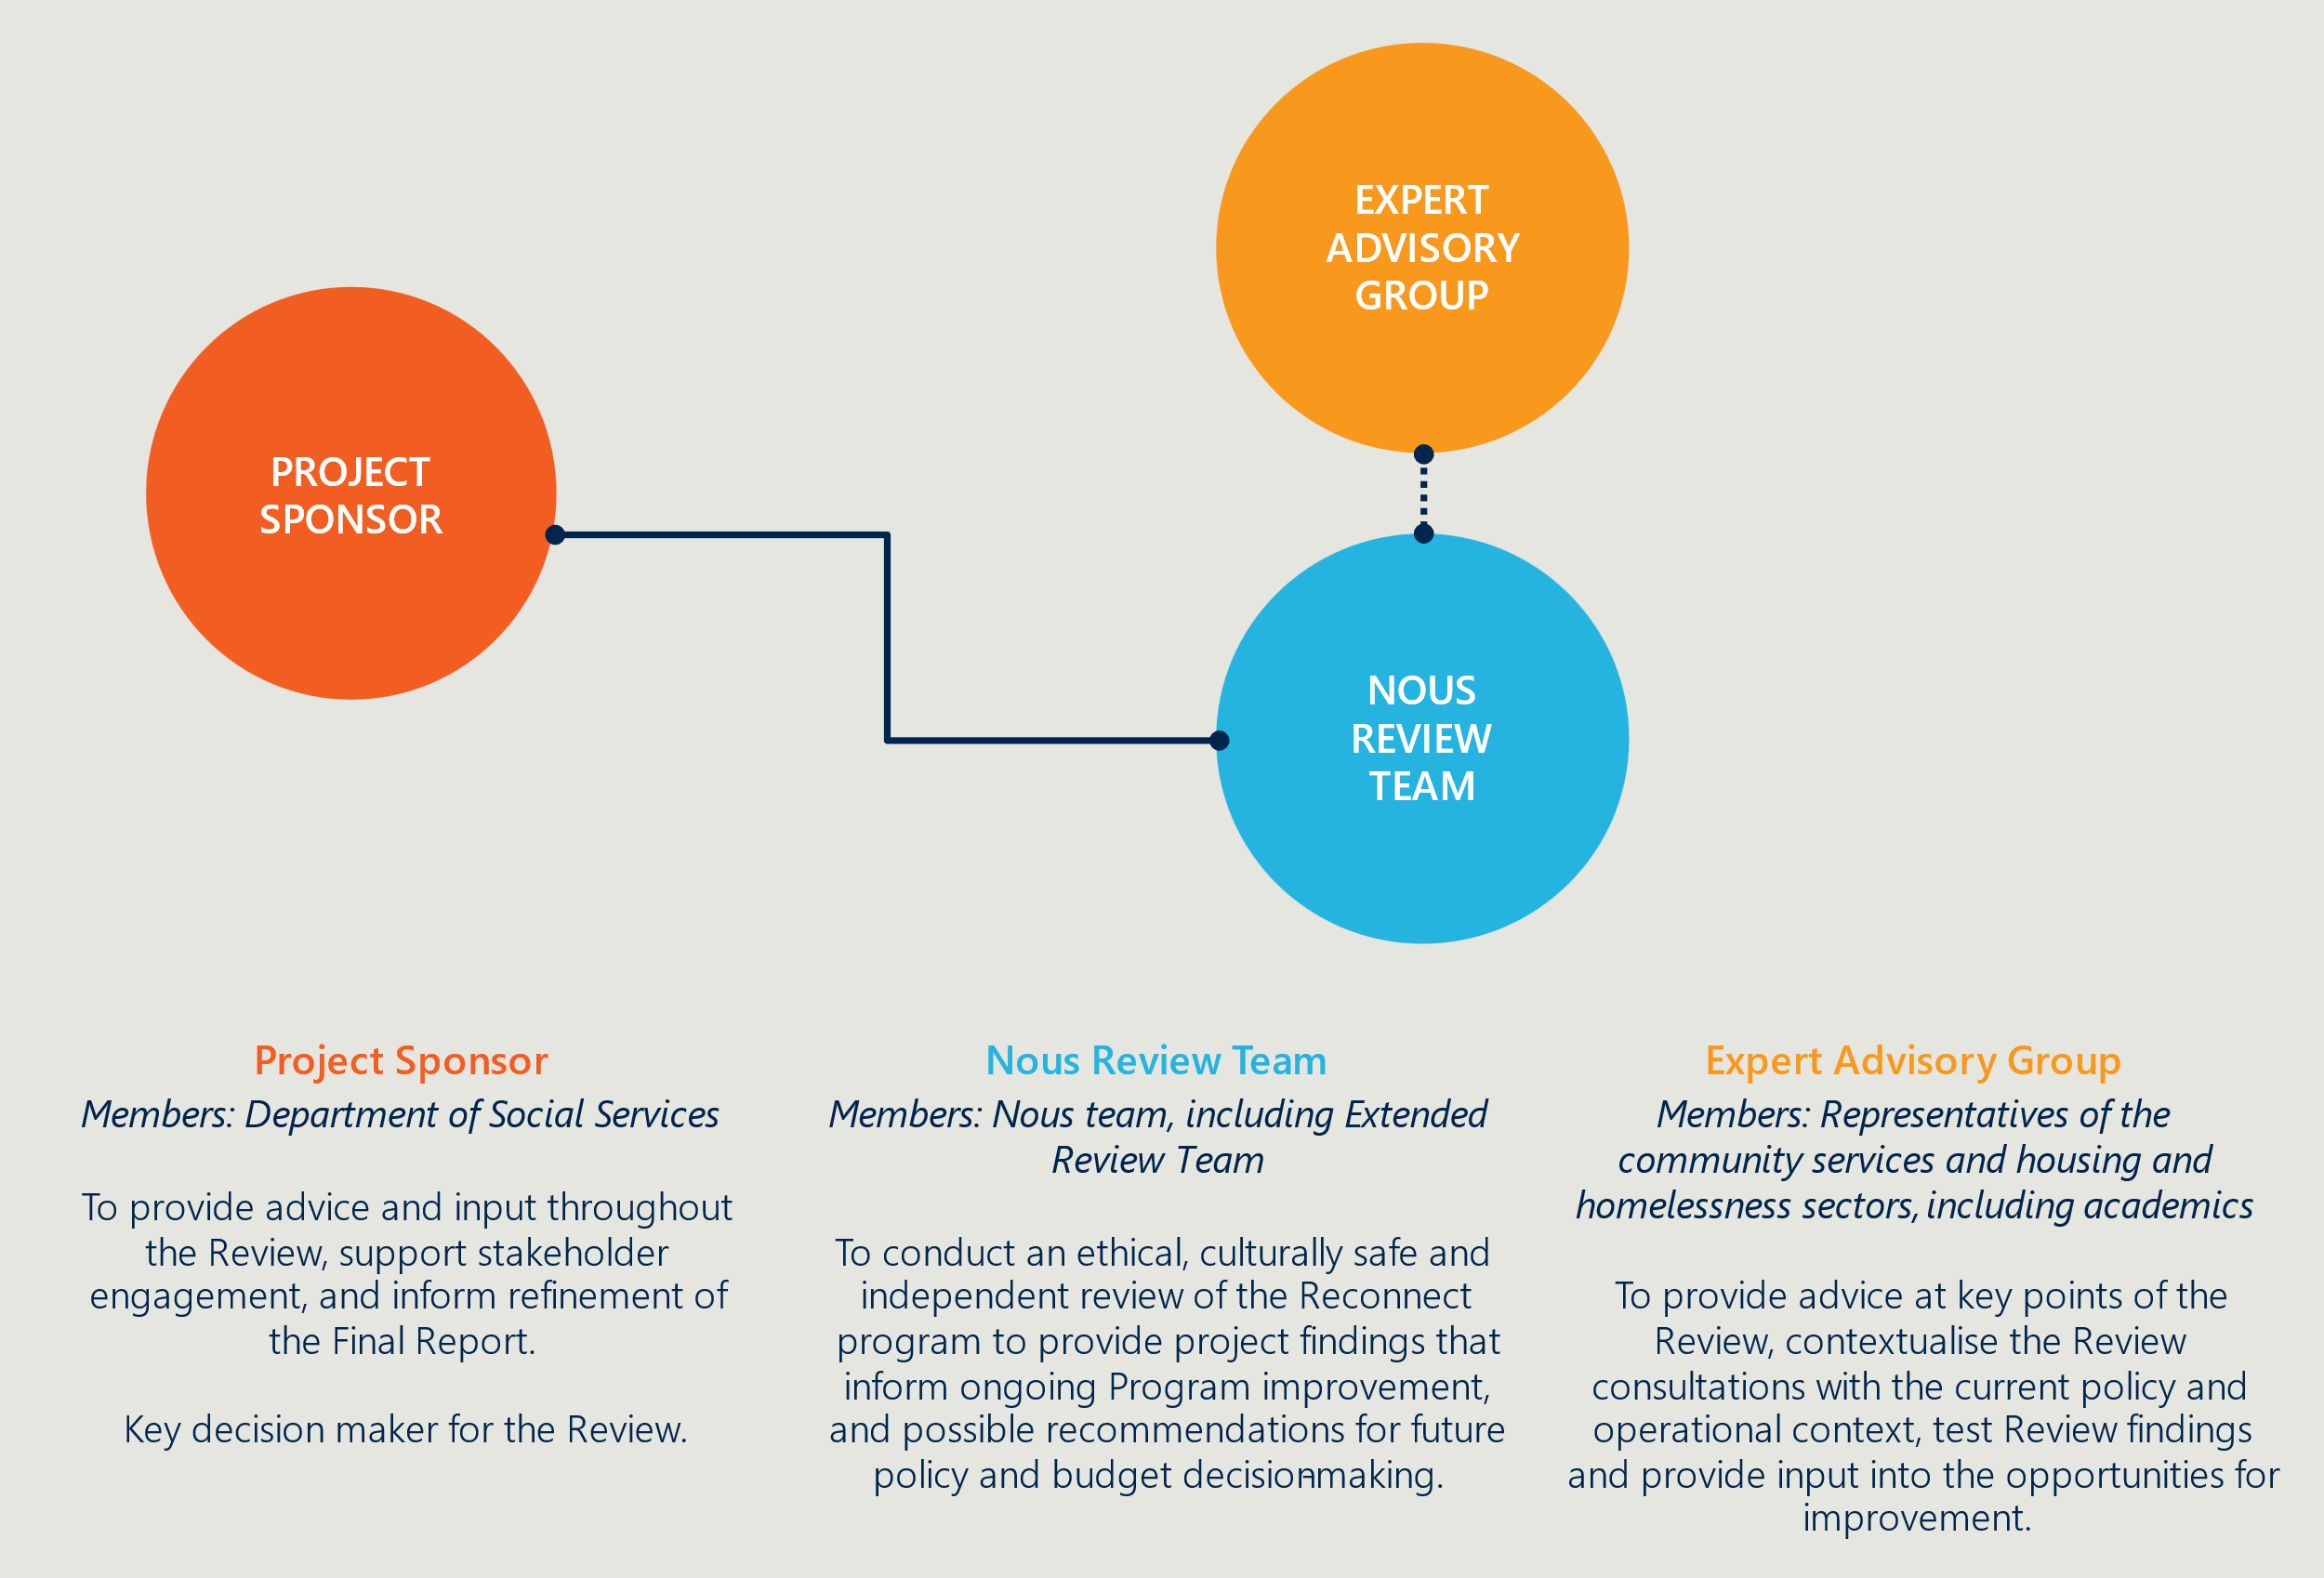 EXPERT
ADVISORY
GROUP
PROJECT
SPONSOR
NOUS
REVIEW
TEAM
Project Sponsor
Members: Department of Social Services
To provide advice and input throughout
the Review, support stakeholder
engagement, and inform refinement of
the Final Report.
Key decision maker for the Review.
Nous Review Team
Members: Nous team, including Extended
Review Team
To conduct an ethical, culturally safe and
independent review of the Reconnect
program to provide project findings that
inform ongoing Program improvement,
and possible recommendations for future
policy and budget decision-making.
Expert Advisory Group
Members: Representatives of the
community services and housing and
homelessness sectors, including academics
To provide advice at key points of the
Review, contextualise the Review
consultations with the current policy and
operational context, test Review findings
and provide input into the opportunities for
improvement.